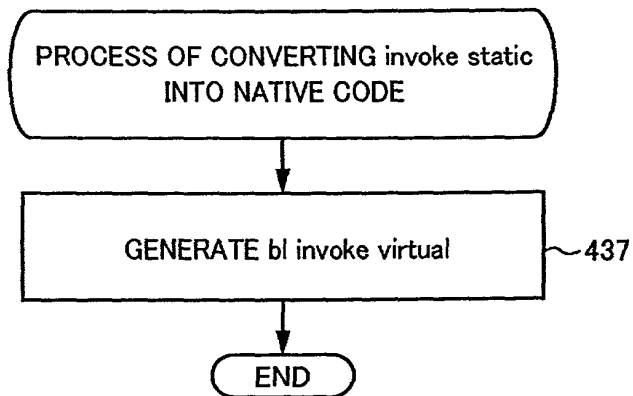 PROCESS OF CONVERTING invoke static
INTO NATIVE CODE
GENERATE bl invoke virtual
437
END